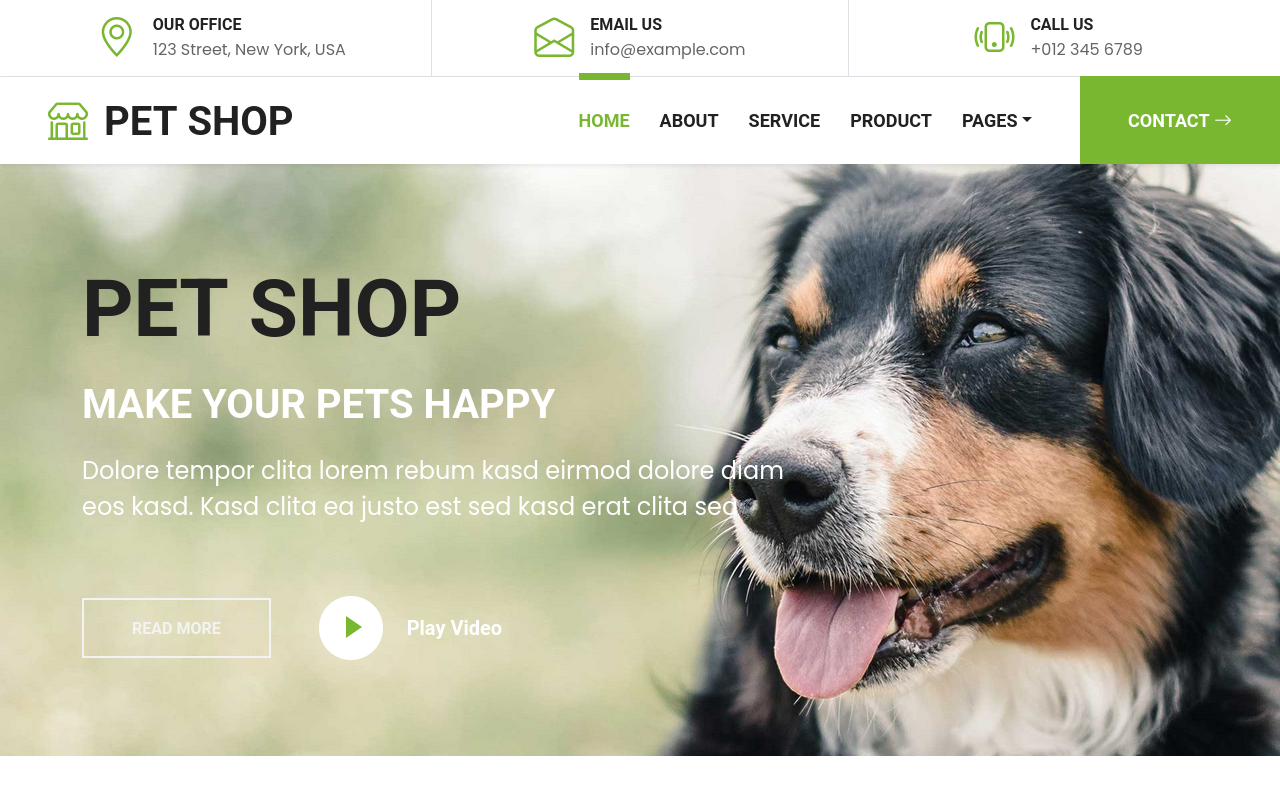 OUR OFFICE
123 Street, New York, USA
EMAIL US
info@example.com
CALL US
+012 345 6789
PET SHOP
HOME
ABOUT
SERVICE
PRODUCT
PAGES
CONTACT
PET SHOP
MAKE YOUR PETS HAPPY
Dolore tempor clita lorem rebum kasd eirmod dolore diam
eos kasd. Kasd clita ea justo est sed kasd erat clita sed
READ MORE
Play Video